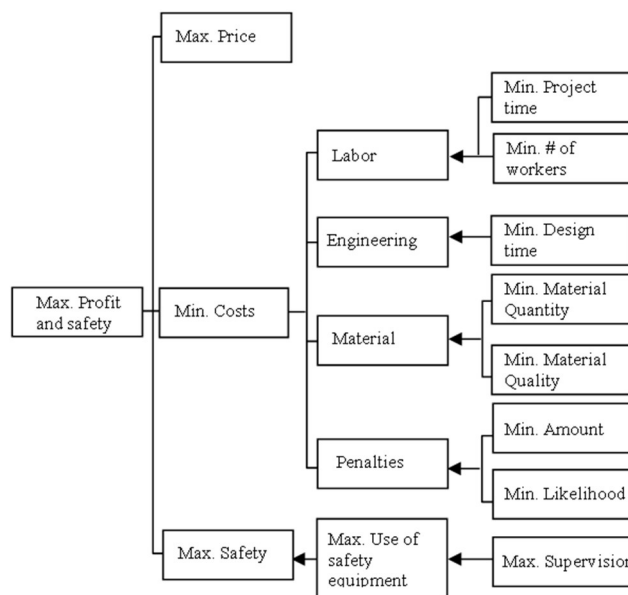 Max. Price
Min. Project
time
Labor
Min. # of
workers
Engineering
Min. Design
time
Max. Profit
and safety
Min. Costs
Min. Material
Quantity
Material
Min. Material
Quality
Min. Amount
Penalties
Min. Likelihood
Max. Safety
Max. Use of
safety
equipment
Max. Supervision